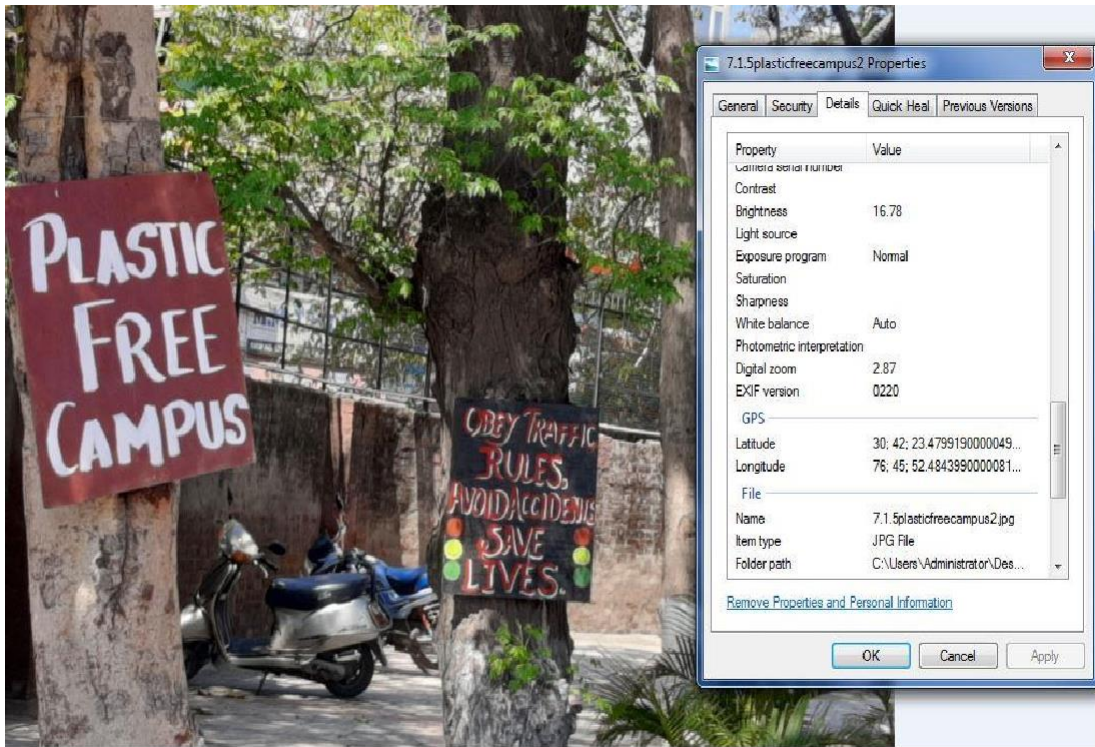 PLASTIC
FREE
CAMPUS
OBEY TRAFFIC
RULES,
AVOID ACCIDENTS
SAVE
LIVES.
7.1.5plasticfreecampus2 Properties
X
General Security Details Quick Heal Previous Versions
Property Value
Camera serial number
Contrast
Brightness 16.78
Light source
Exposure program Normal
Saturation
Sharpness
White balance Auto
Photometric interpretation
Digital zoom 2.87
EXIF version 0220
GPS
Latitude 30; 42; 23.4799190000049...
Longitude 76; 45; 52.4843990000081...
File
Name 7.1.5plasticfreecampus2.jpg
Item type JPG File
Folder path C:\Users\Administrator\Des...
Remove Properties and Personal Information
OK Cancel Apply